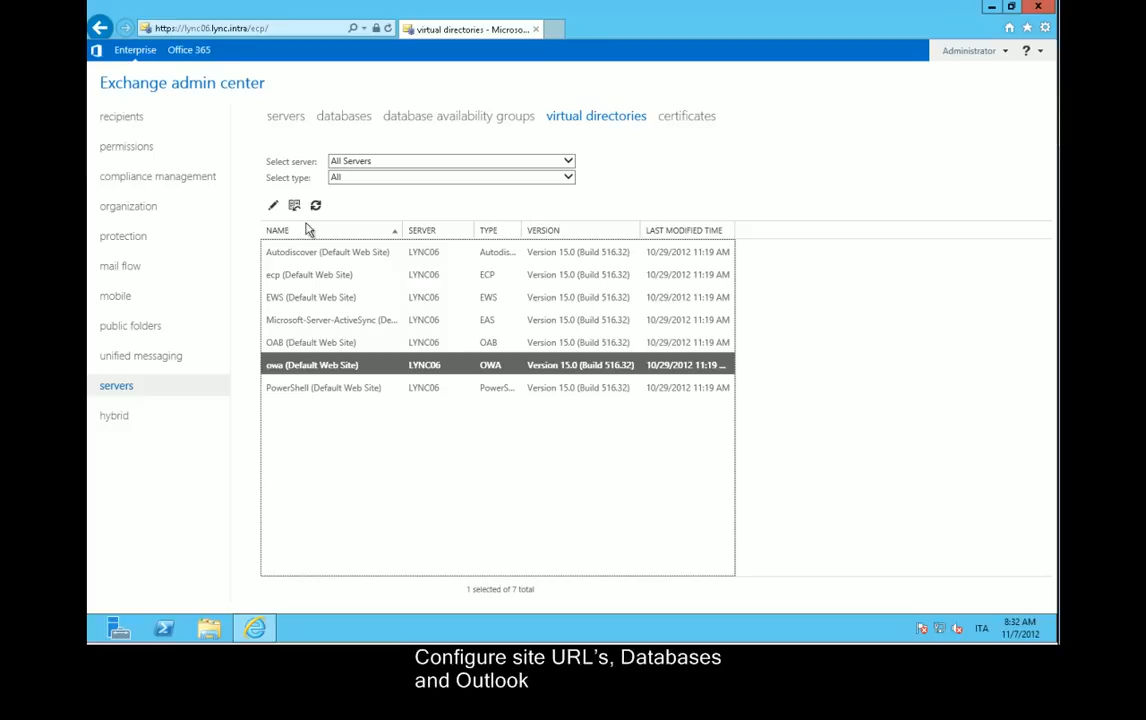 https://lync06.lync.intra/ecp/
virtual directories - Microso...
Enterprise Office 365
Administrator ?
Exchange admin center
recipients
permissions
compliance management
organization
protection
mail flow
mobile
public folders
unified messaging
servers
hybrid
servers databases database availability groups virtual directories certificates
Select server: All Servers
Select type: All
NAME SERVER TYPE VERSION LAST MODIFIED TIME
Autodiscover (Default Web Site) LYNC06 Autodis... Version 15.0 (Build 516.32) 10/29/2012 11:19 AM
ecp (Default Web Site) LYNC06 ECP Version 15.0 (Build 516.32) 10/29/2012 11:19 AM
EWS (Default Web Site) LYNC06 EWS Version 15.0 (Build 516.32) 10/29/2012 11:19 AM
Microsoft-Server-ActiveSync (De... LYNC06 EAS Version 15.0 (Build 516.32) 10/29/2012 11:19 AM
OAB (Default Web Site) LYNC06 OAB Version 15.0 (Build 516.32) 10/29/2012 11:19 AM
owa (Default Web Site) LYNC06 OWA Version 15.0 (Build 516.32) 10/29/2012 11:19 ...
PowerShell (Default Web Site) LYNC06 PowerS... Version 15.0 (Build 516.32) 10/29/2012 11:19 AM
1 selected of 7 total
ITA
8:32 AM
11/7/2012
Configure site URL's, Databases
and Outlook